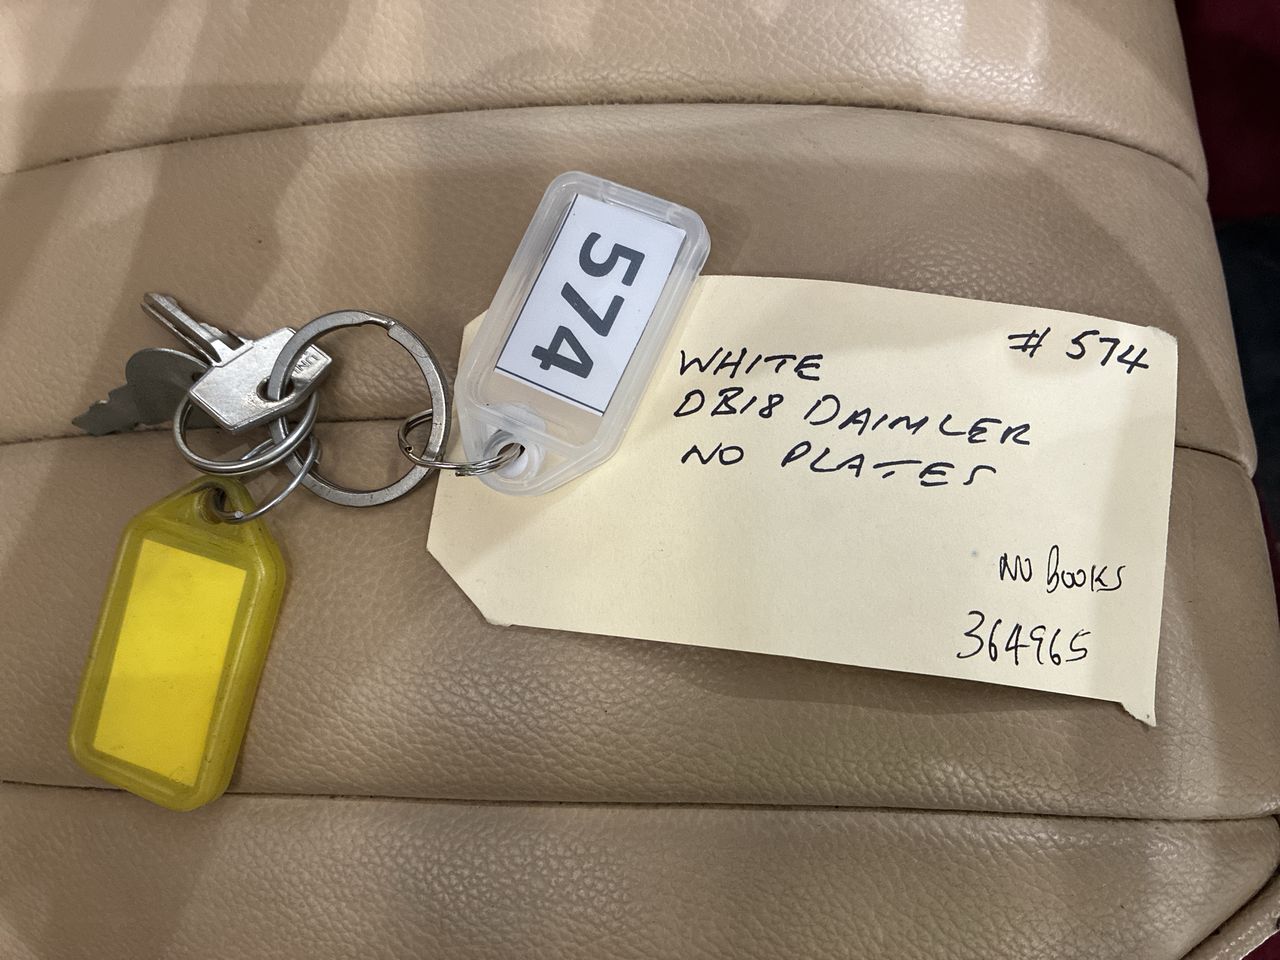 574
# 574
WHITE
DB18 DAIMLER
NO PLATES
NO BOOKS
364965